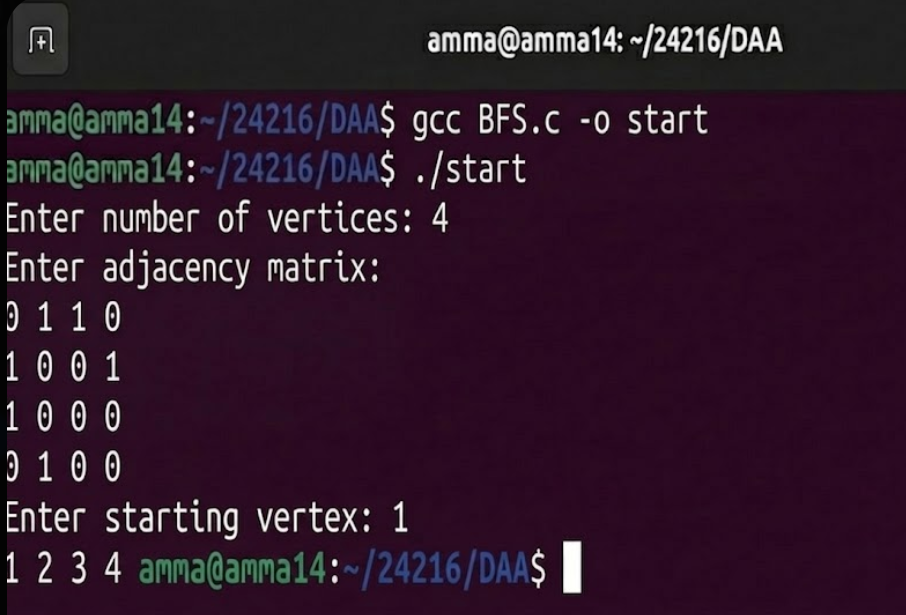 amma@amma14: ~/24216/DAA
amma@amma14:~/24216/DAA$ gcc BFS.c -o start
amma@amma14:~/24216/DAA$ ./start
Enter number of vertices: 4
Enter adjacency matrix:
0 1 1 0
1 0 0 1
1 0 0 0
0 1 0 0
Enter starting vertex: 1
1 2 3 4 amma@amma14:~/24216/DAA$